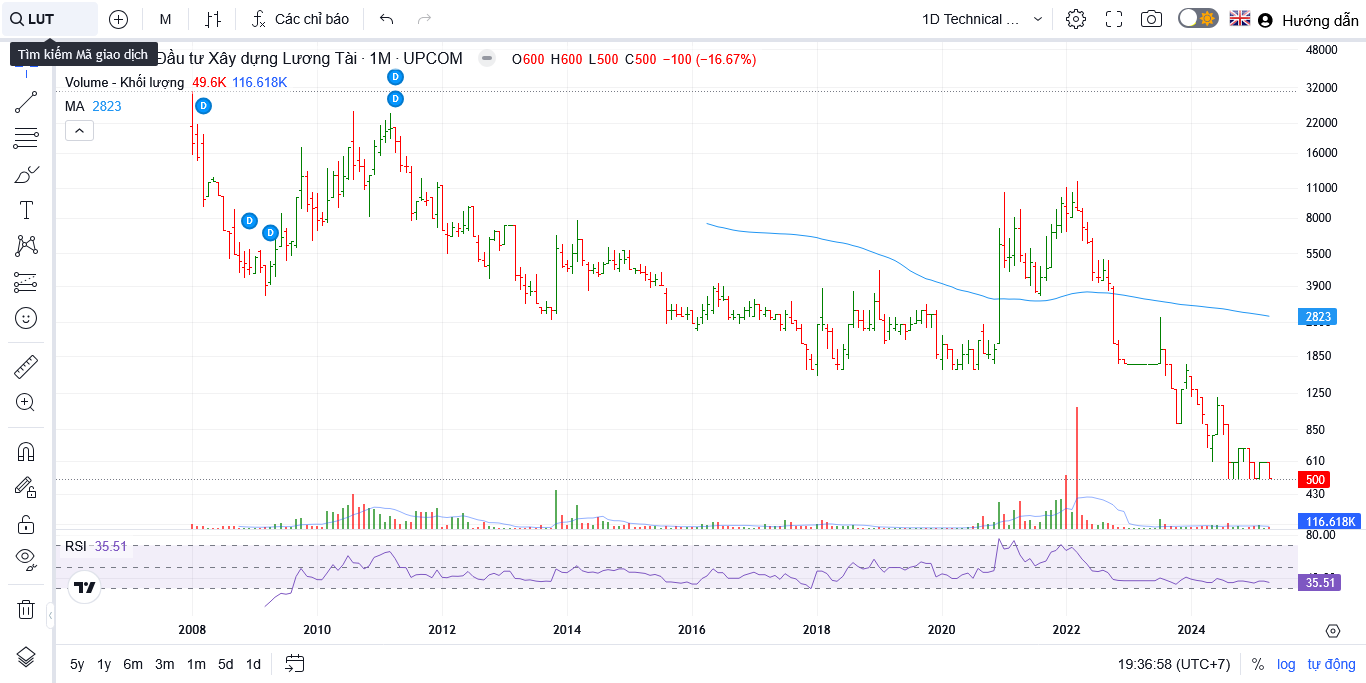 LUT
M
Các chỉ báo
1D Technical ...
Hướng dẫn
Tìm kiếm Mã giao dịch
Đầu tư Xây dựng Lương Tài · 1M · UPCOM
O600 H600 L500 C500 −100 (−16.67%)
Volume - Khối lượng 49.6K 116.618K
MA 2823
D
D
D
D
D
48000
32000
22000
16000
11000
8000
5500
3900
2823
1850
1250
850
610
500
430
116.618K
80.00
RSI 35.51
35.51
2008 2010 2012 2014 2016 2018 2020 2022 2024
5y 1y 6m 3m 1m 5d 1d
19:36:58 (UTC+7)
% log tự động